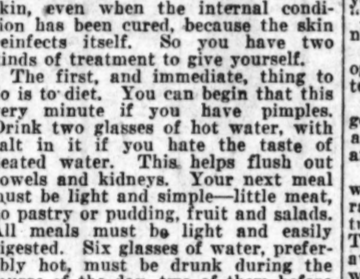 kin, even when the internal condi-
ion has been cured, because the skin
einfects itself. So you have two
inds of treatment to give yourself.
The first, and immediate, thing to
o is to diet. You can begin that this
ery minute if you have pimples.
Drink two glasses of hot water, with
alt in it if you hate the taste of
eated water. This helps flush out
owels and kidneys. Your next meal
ust be light and simple—little meat,
o pastry or pudding, fruit and salads.
All meals must be light and easily
igested. Six glasses of water, prefer-
bly hot, must be drunk during the